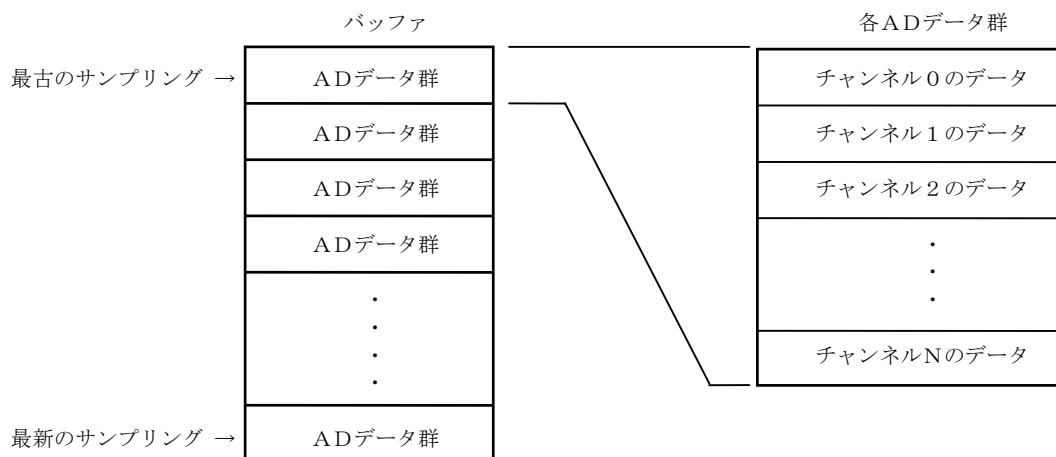 バッファ
最古のサンプリング →
ADデータ群
ADデータ群
ADデータ群
ADデータ群
・
・
・
・
最新のサンプリング →
ADデータ群
各ADデータ群
チャンネル0のデータ
チャンネル1のデータ
チャンネル2のデータ
・
・
・
チャンネルNのデータ